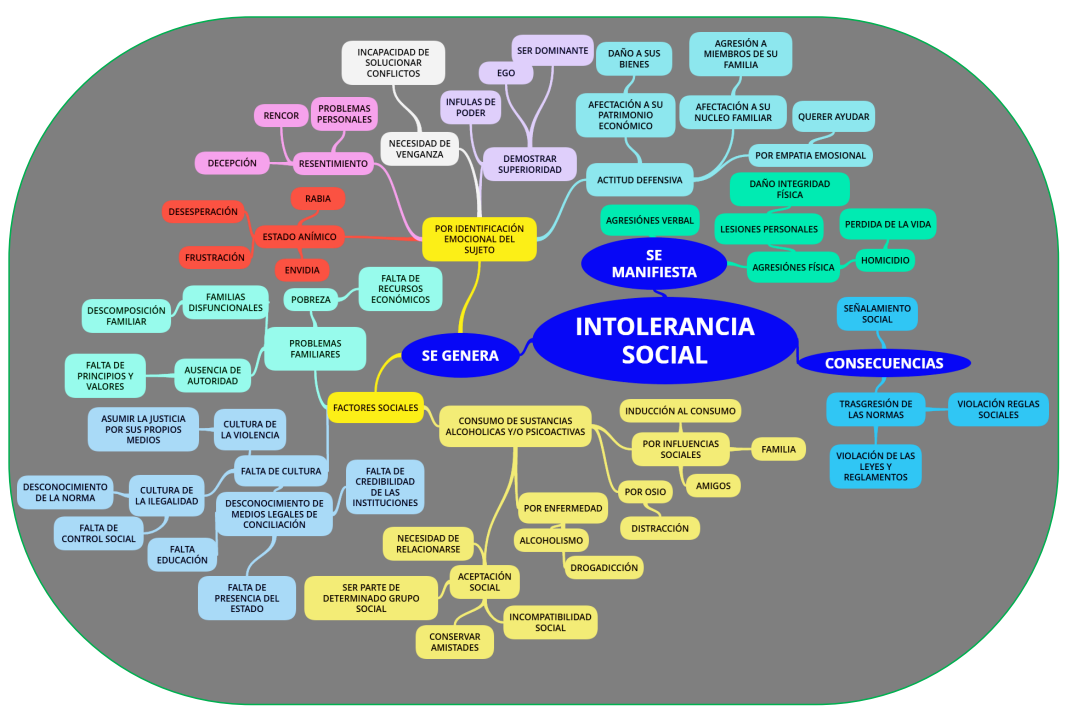 INTOLERANCIA
SOCIAL
SE GENERA
POR IDENTIFICACIÓN
EMOCIONAL DEL
SUJETO
NECESIDAD DE
VENGANZA
INCAPACIDAD DE
SOLUCIONAR
CONFLICTOS
DEMOSTRAR
SUPERIORIDAD
INFULAS DE
PODER
EGO
SER DOMINANTE
ACTITUD DEFENSIVA
AFECTACIÓN A SU
PATRIMONIO
ECONÓMICO
DAÑO A SUS
BIENES
AFECTACIÓN A SU
NUCLEO FAMILIAR
AGRESIÓN A
MIEMBROS DE SU
FAMILIA
POR EMPATIA EMOSIONAL
QUERER AYUDAR
RESENTIMIENTO
PROBLEMAS
PERSONALES
RENCOR
DECEPCIÓN
ESTADO ANÍMICO
RABIA
DESESPERACIÓN
FRUSTRACIÓN
ENVIDIA
FACTORES SOCIALES
PROBLEMAS
FAMILIARES
POBREZA
FALTA DE
RECURSOS
ECONÓMICOS
FAMILIAS
DISFUNCIONALES
DESCOMPOSICIÓN
FAMILIAR
AUSENCIA DE
AUTORIDAD
FALTA DE
PRINCIPIOS Y
VALORES
FALTA DE CULTURA
CULTURA DE
LA VIOLENCIA
ASUMIR LA JUSTICIA
POR SUS PROPIOS
MEDIOS
CULTURA DE
LA ILEGALIDAD
DESCONOCIMIENTO
DE LA NORMA
FALTA DE
CONTROL SOCIAL
DESCONOCIMIENTO DE
MEDIOS LEGALES DE
CONCILIACIÓN
FALTA DE
CREDIBILIDAD
DE LAS
INSTITUCIONES
FALTA
EDUCACIÓN
FALTA DE
PRESENCIA DEL
ESTADO
CONSUMO DE SUSTANCIAS
ALCOHOLICAS Y/O PSICOACTIVAS
POR INFLUENCIAS
SOCIALES
INDUCCIÓN AL CONSUMO
FAMILIA
AMIGOS
POR OSIO
DISTRACCIÓN
POR ENFERMEDAD
ALCOHOLISMO
DROGADICCIÓN
ACEPTACIÓN
SOCIAL
NECESIDAD DE
RELACIONARSE
SER PARTE DE
DETERMINADO GRUPO
SOCIAL
CONSERVAR
AMISTADES
INCOMPATIBILIDAD
SOCIAL
SE
MANIFIESTA
AGRESIÓNES VERBAL
AGRESIÓNES FÍSICA
LESIONES PERSONALES
DAÑO INTEGRIDAD
FÍSICA
HOMICIDIO
PERDIDA DE LA VIDA
CONSECUENCIAS
SEÑALAMIENTO
SOCIAL
TRASGRESIÓN DE
LAS NORMAS
VIOLACIÓN REGLAS
SOCIALES
VIOLACIÓN DE LAS
LEYES Y
REGLAMENTOS